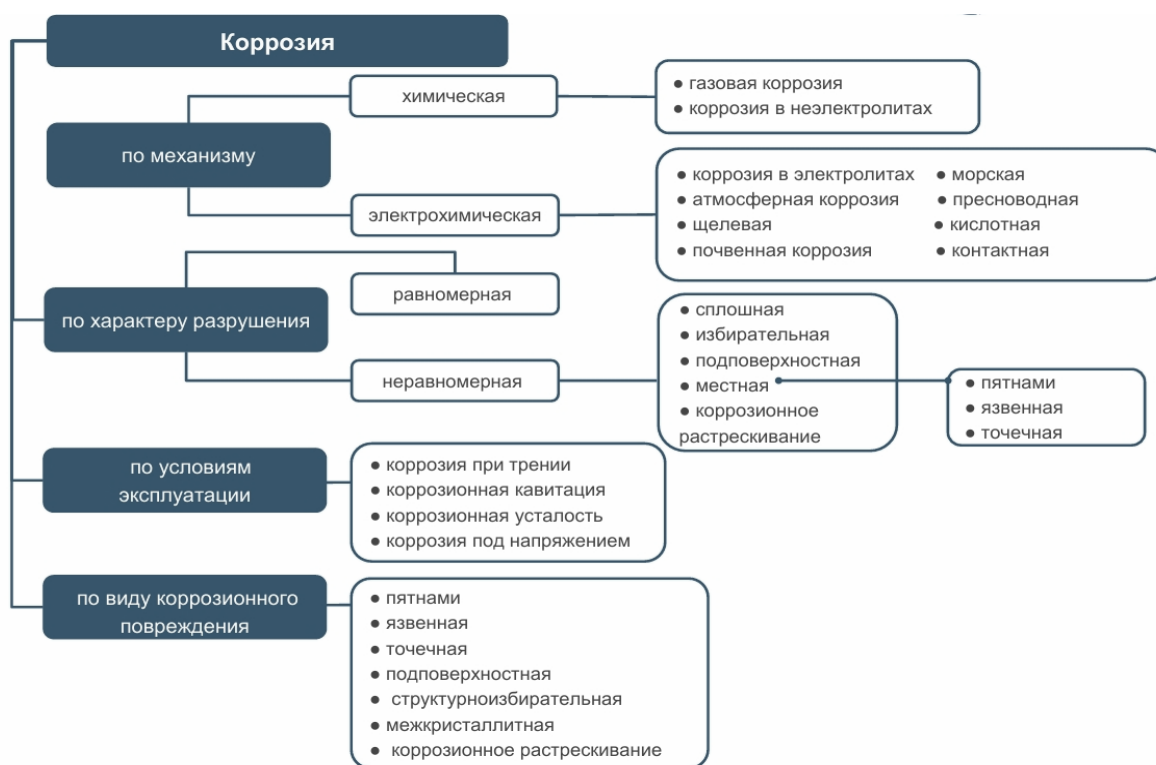 Коррозия
химическая
● газовая коррозия
● коррозия в неэлектролитах
по механизму
электрохимическая
● коррозия в электролитах
● атмосферная коррозия
● щелевая
● почвенная коррозия
● морская
● пресноводная
● кислотная
● контактная
по характеру разрушения
равномерная
неравномерная
● сплошная
● избирательная
● подповерхностная
● местная
● коррозионное
растрескивание
● пятнами
● язвенная
● точечная
по условиям
эксплуатации
● коррозия при трении
● коррозионная кавитация
● коррозионная усталость
● коррозия под напряжением
по виду коррозионного
повреждения
● пятнами
● язвенная
● точечная
● подповерхностная
● структурноизбирательная
● межкристаллитная
● коррозионное растрескивание